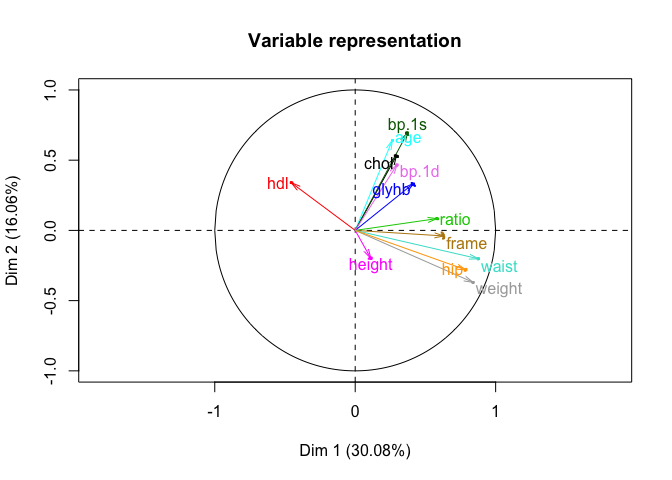 Variable representation
1.0
0.5
0.0
-0.5
-1.0
Dim 2 (16.06%)
bp.1s
age
chol
bp.1d
hdl
glyhb
ratio
frame
height
hip
waist
weight
-1
0
1
Dim 1 (30.08%)